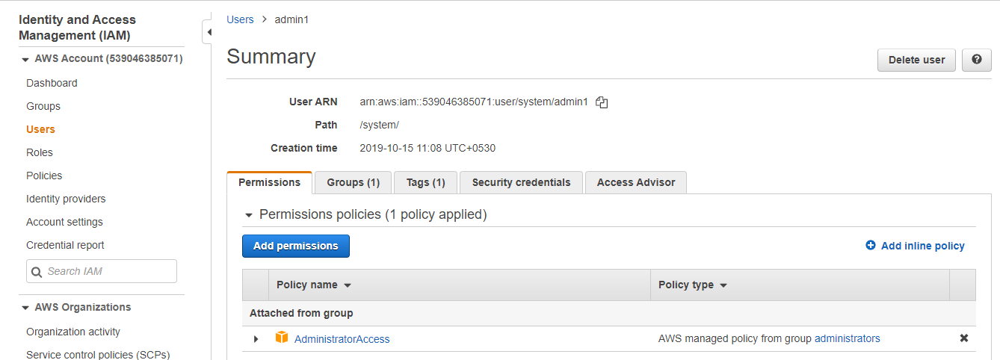 Identity and Access
Management (IAM)
AWS Account (539046385071)
Dashboard
Groups
Users
Roles
Policies
Identity providers
Account settings
Credential report
Search IAM
AWS Organizations
Organization activity
Service control policies (SCPs)
Users > admin1
Summary
Delete user
User ARN arn:aws:iam::539046385071:user/system/admin1
Path /system/
Creation time 2019-10-15 11:08 UTC+0530
Permissions Groups (1) Tags (1) Security credentials Access Advisor
Permissions policies (1 policy applied)
Add permissions Add inline policy
Policy name Policy type
Attached from group
AdministratorAccess AWS managed policy from group administrators